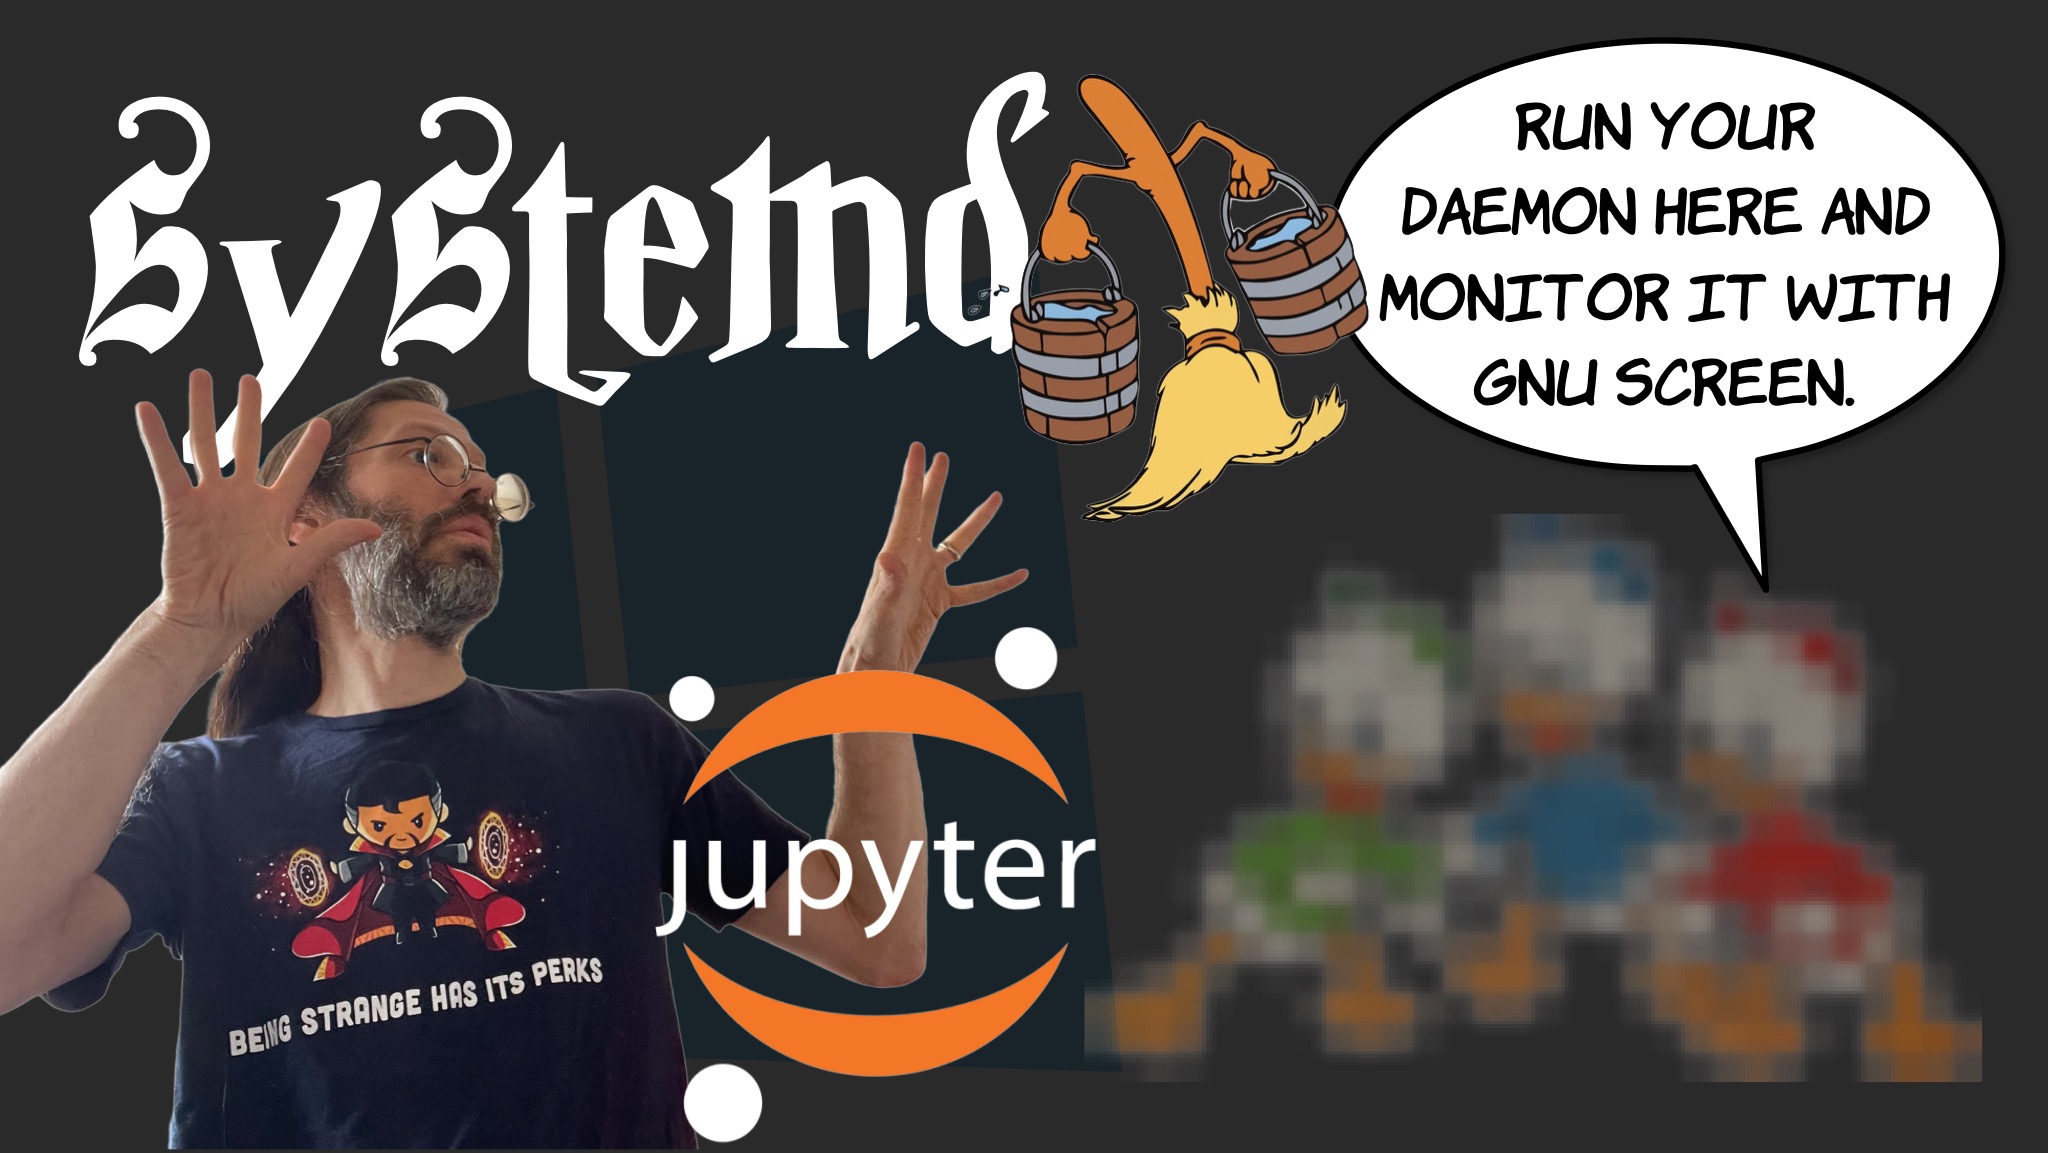 systemd
RUN YOUR
DAEMON HERE AND
MONITOR IT WITH
GNU SCREEN.
jupyter
BEING STRANGE HAS ITS PERKS